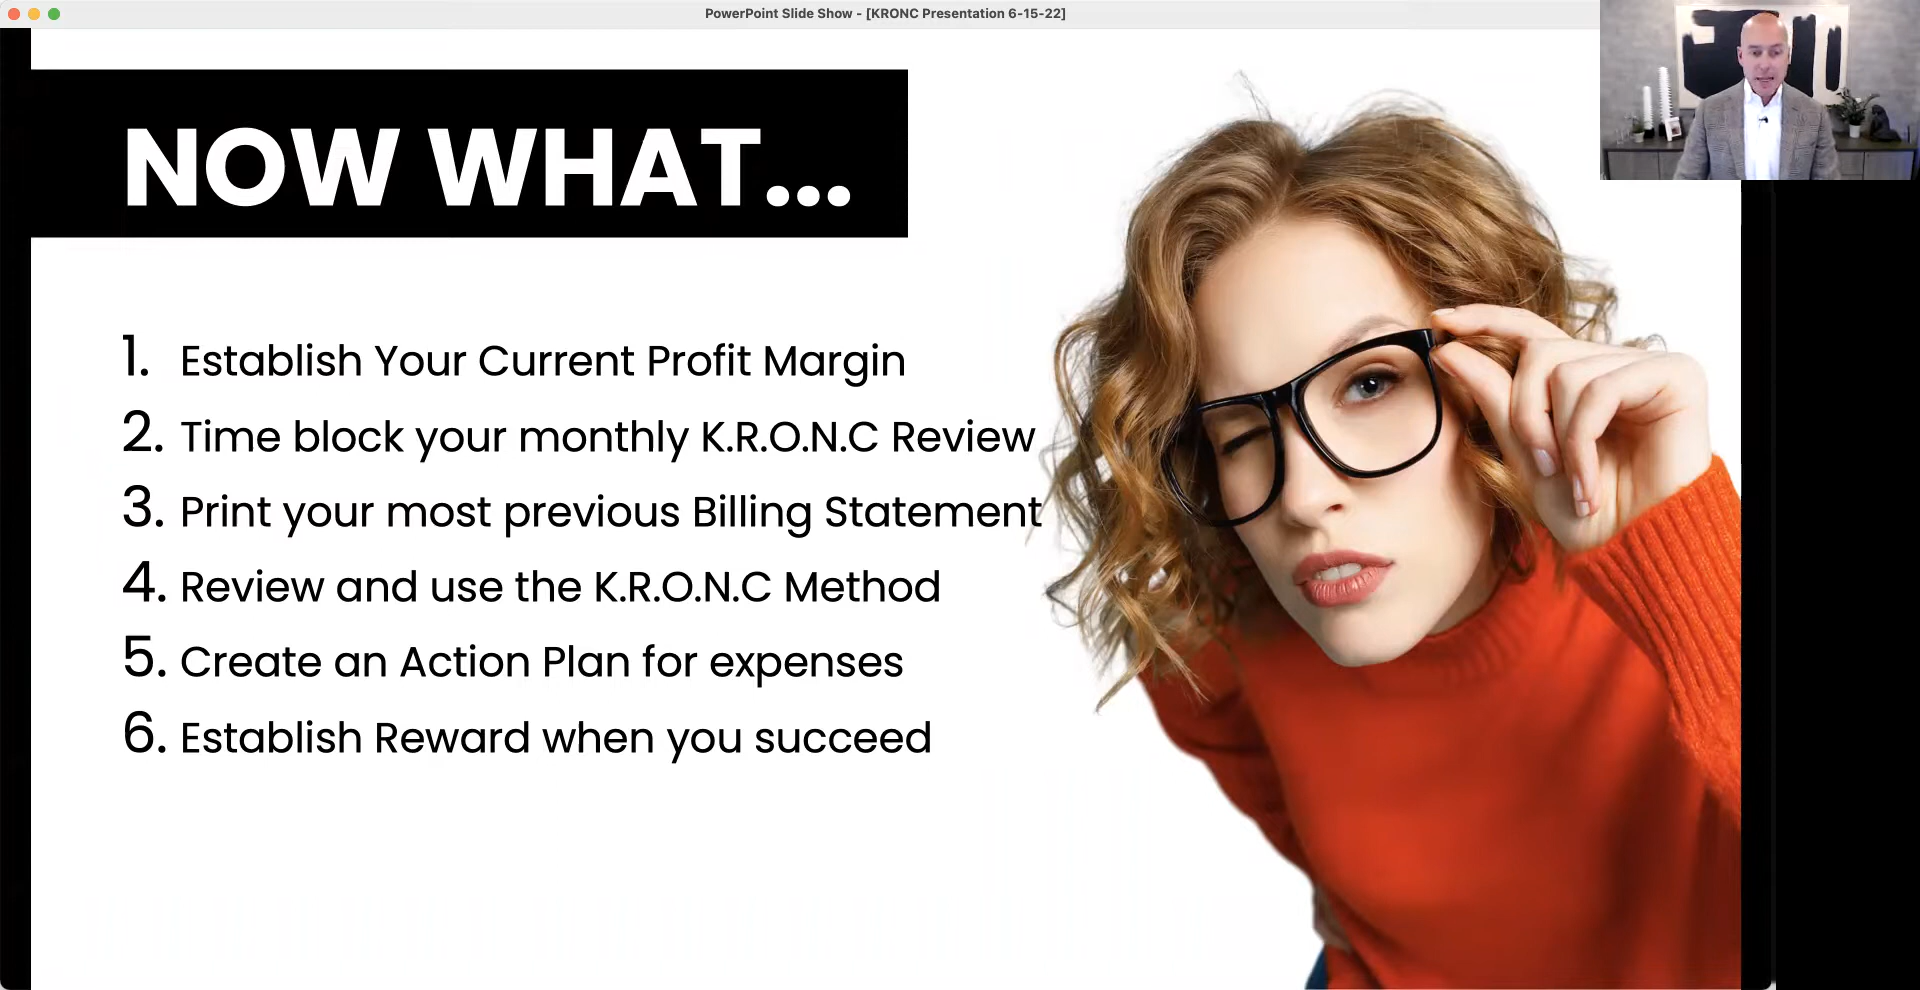 PowerPoint Slide Show - [KRONC Presentation 6-15-22]
NOW WHAT...
1. Establish Your Current Profit Margin
2. Time block your monthly K.R.O.N.C Review
3. Print your most previous Billing Statement
4. Review and use the K.R.O.N.C Method
5. Create an Action Plan for expenses
6. Establish Reward when you succeed